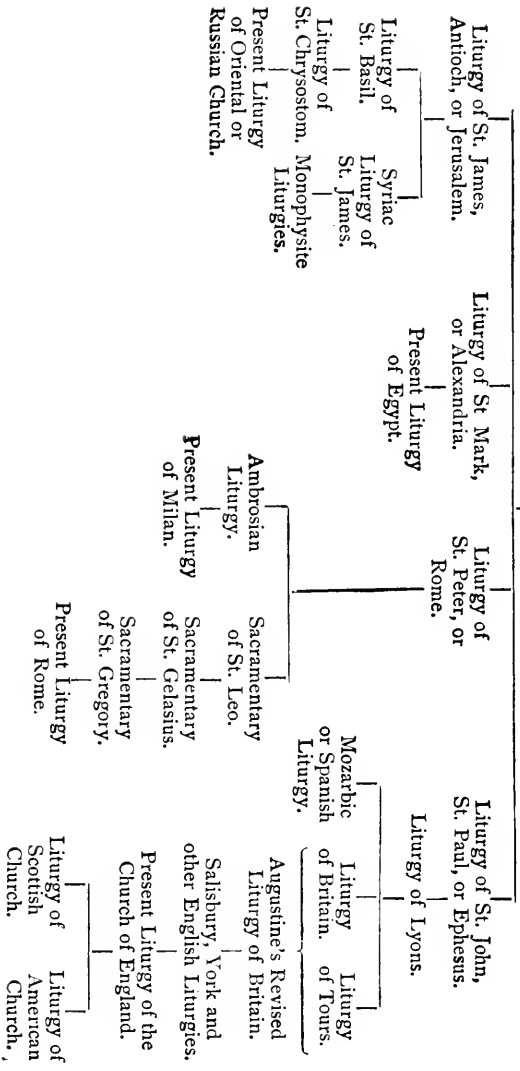 Liturgy of St. James,
Antioch, or Jerusalem.
Liturgy of
St. Basil.
Liturgy of
St. Chrysostom.
Present Liturgy
of Oriental or
Russian Church.
Syriac
Liturgy of
St. James.
Monophysite
Liturgies.
Liturgy of St Mark,
or Alexandria.
Present Liturgy
of Egypt.
Liturgy of
St. Peter, or
Rome.
Ambrosian
Liturgy.
Present Liturgy
of Milan.
Sacramentary
of St. Leo.
Sacramentary
of St. Gelasius.
Sacramentary
of St. Gregory.
Present Liturgy
of Rome.
Liturgy of St. John,
St. Paul, or Ephesus.
Liturgy of Lyons.
Mozarbic
or Spanish
Liturgy.
Liturgy
of Britain.
Liturgy
of Tours.
Augustine's Revised
Liturgy of Britain.
Salisbury, York and
other English Liturgies.
Present Liturgy of the
Church of England.
Liturgy of
Scottish
Church.
Liturgy of
American
Church.